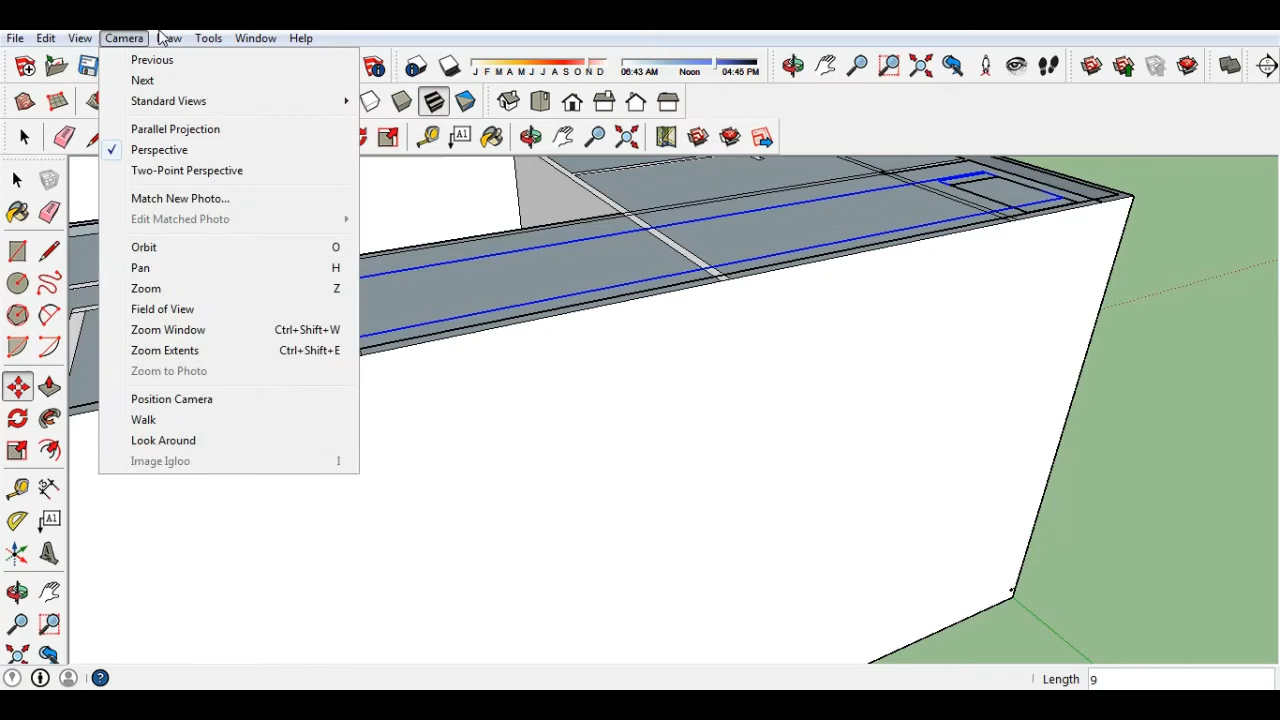 File Edit View Camera Draw Tools Window Help
J F M A M J J A S O N D 06:43 AM Noon 04:45 PM
A1
Previous
Next
Standard Views
Parallel Projection
Perspective
Two-Point Perspective
Match New Photo...
Edit Matched Photo
Orbit O
Pan H
Zoom Z
Field of View
Zoom Window Ctrl+Shift+W
Zoom Extents Ctrl+Shift+E
Zoom to Photo
Position Camera
Walk
Look Around
Image Igloo I
A1
Length 9